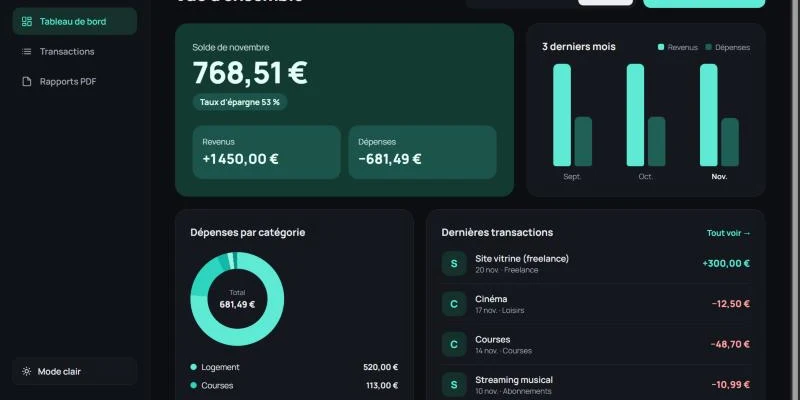 Tableau de bord
Transactions
Rapports PDF
Mode clair
Vue d'ensemble
Solde de novembre
768,51 €
Taux d'épargne 53 %
Revenus
+1 450,00 €
Dépenses
−681,49 €
3 derniers mois
Revenus
Dépenses
Sept.
Oct.
Nov.
Dépenses par catégorie
Total
681,49 €
Logement
520,00 €
Courses
113,00 €
Dernières transactions
Tout voir →
S
Site vitrine (freelance)
20 nov. · Freelance
+300,00 €
C
Cinéma
17 nov. · Loisirs
−12,50 €
C
Courses
14 nov. · Courses
−48,70 €
S
Streaming musical
10 nov. · Abonnements
−10,99 €